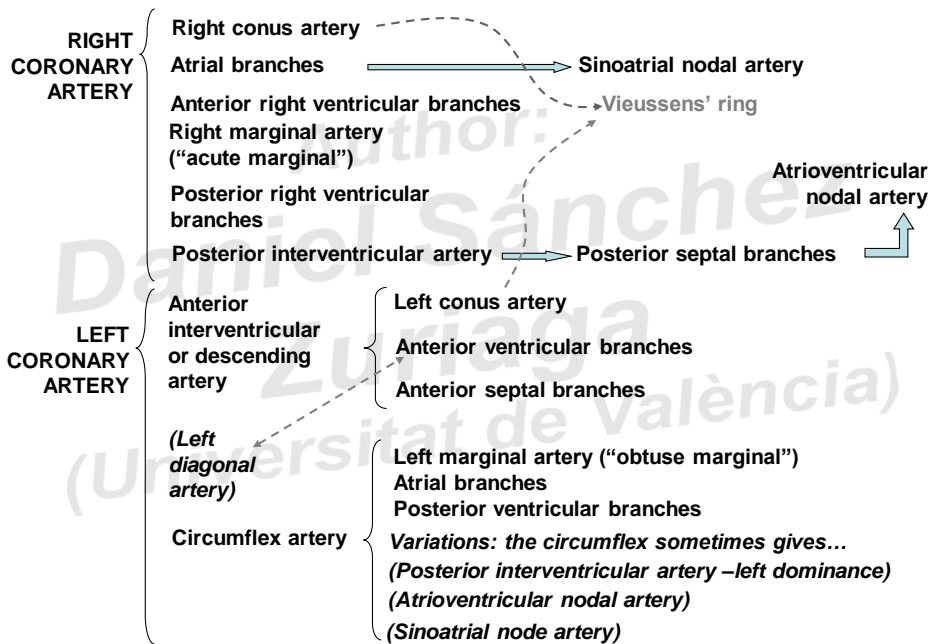 RIGHT
CORONARY
ARTERY
Right conus artery
Atrial branches
Sinoatrial nodal artery
Anterior right ventricular branches
Vieussens’ ring
Right marginal artery
(“acute marginal”)
Posterior right ventricular
branches
Atrioventricular
nodal artery
Posterior interventricular artery
Posterior septal branches
LEFT
CORONARY
ARTERY
Anterior
interventricular
or descending
artery
Left conus artery
Anterior ventricular branches
Anterior septal branches
(Left
diagonal
artery)
Circumflex artery
Left marginal artery (“obtuse marginal”)
Atrial branches
Posterior ventricular branches
Variations: the circumflex sometimes gives…
(Posterior interventricular artery –left dominance)
(Atrioventricular nodal artery)
(Sinoatrial node artery)
Author:
Daniel Sánchez
Zuriaga
(Universitat de València)